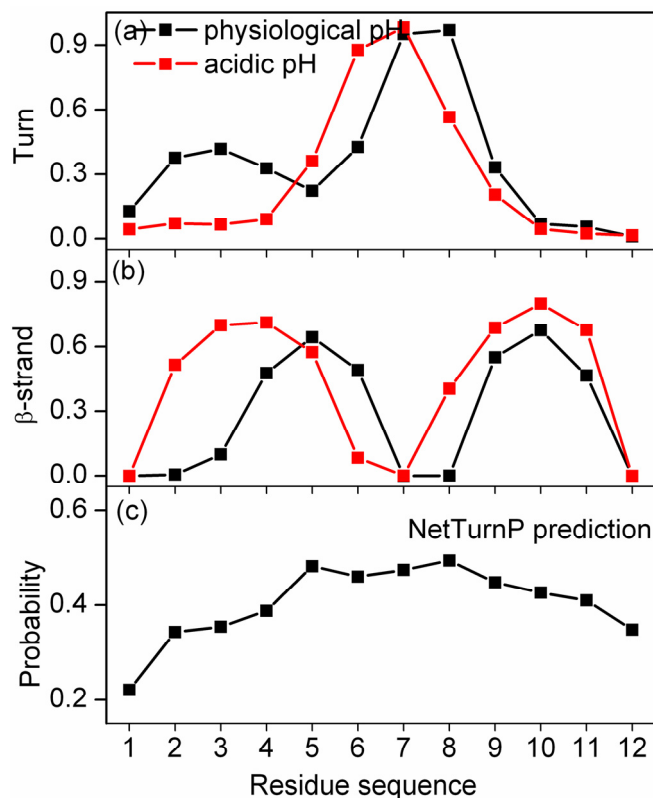 (a)
physiological pH
acidic pH
0.9
0.6
0.3
0.0
Turn
(b)
0.9
0.6
0.3
0.0
β-strand
(c)
NetTurnP prediction
0.6
0.4
0.2
Probability
1 2 3 4 5 6 7 8 9 10 11 12
Residue sequence